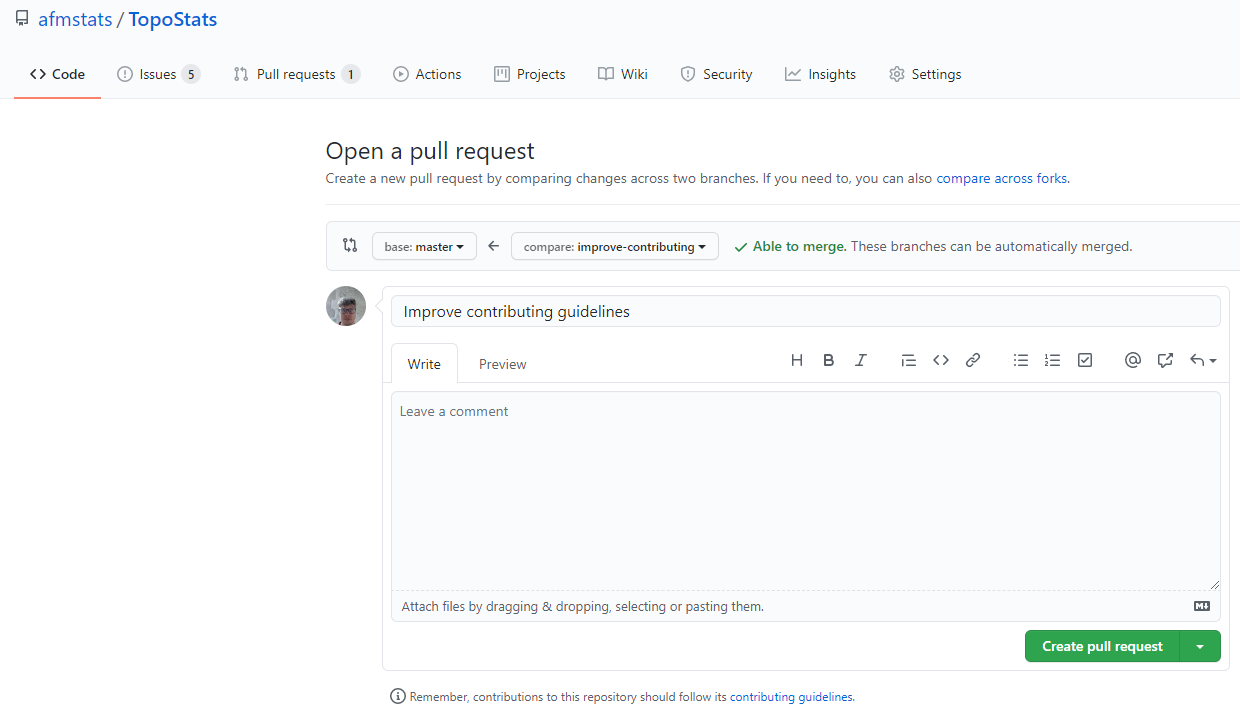 afmstats / TopoStats
Code Issues 5 Pull requests 1 Actions Projects Wiki Security Insights Settings
Open a pull request
Create a new pull request by comparing changes across two branches. If you need to, you can also compare across forks.
base: master compare: improve-contributing Able to merge. These branches can be automatically merged.
Improve contributing guidelines
Write Preview H B I
Leave a comment
Attach files by dragging & dropping, selecting or pasting them.
Create pull request
Remember, contributions to this repository should follow its contributing guidelines.